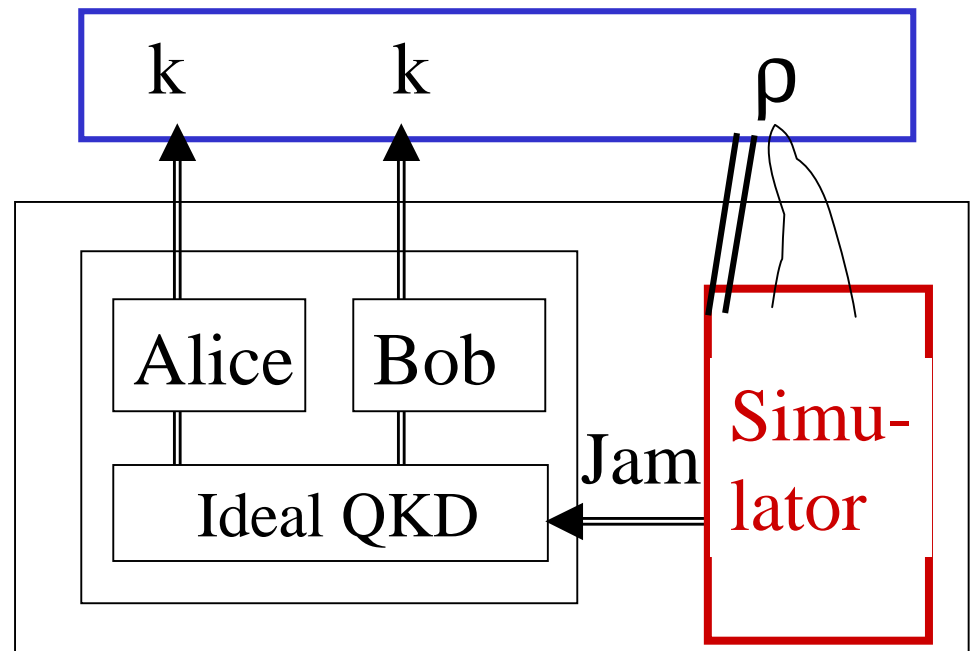 k k ρ
Alice Bob
Simu-
Jam
lator
Ideal QKD